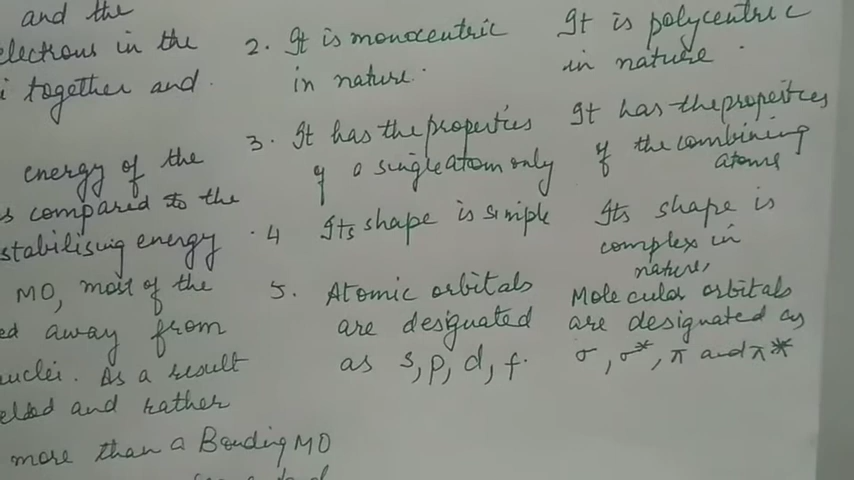 and the
electrons in the
i together and
energy of the
s compared to the
stabilising energy
MO, most of the
ed away from
nuclei. As a result
and rather
more than a Bonding MO
2. It is monocentric
in nature.
3. It has the properties
of a single atom only
4 Its shape is simple
5. Atomic orbitals
are designated
as s, p, d, f.
It is polycentric
in nature.
It has the properties
of the combining
atoms
Its shape is
complex in
nature,
Molecular orbitals
are designated as
σ, σ*, π and π*